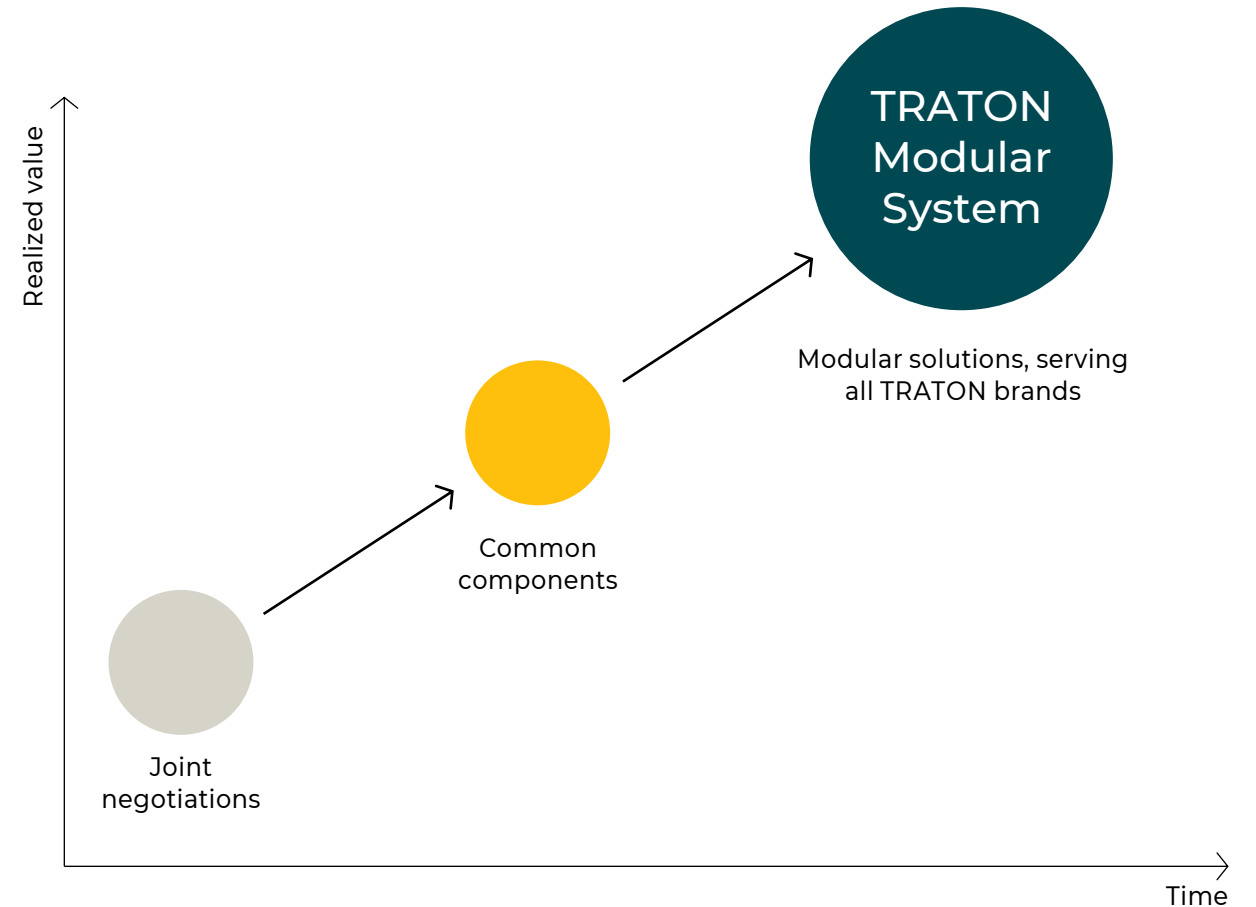 Realized value
TRATON
Modular
System
Modular solutions, serving
all TRATON brands
Common
components
Joint
negotiations
Time